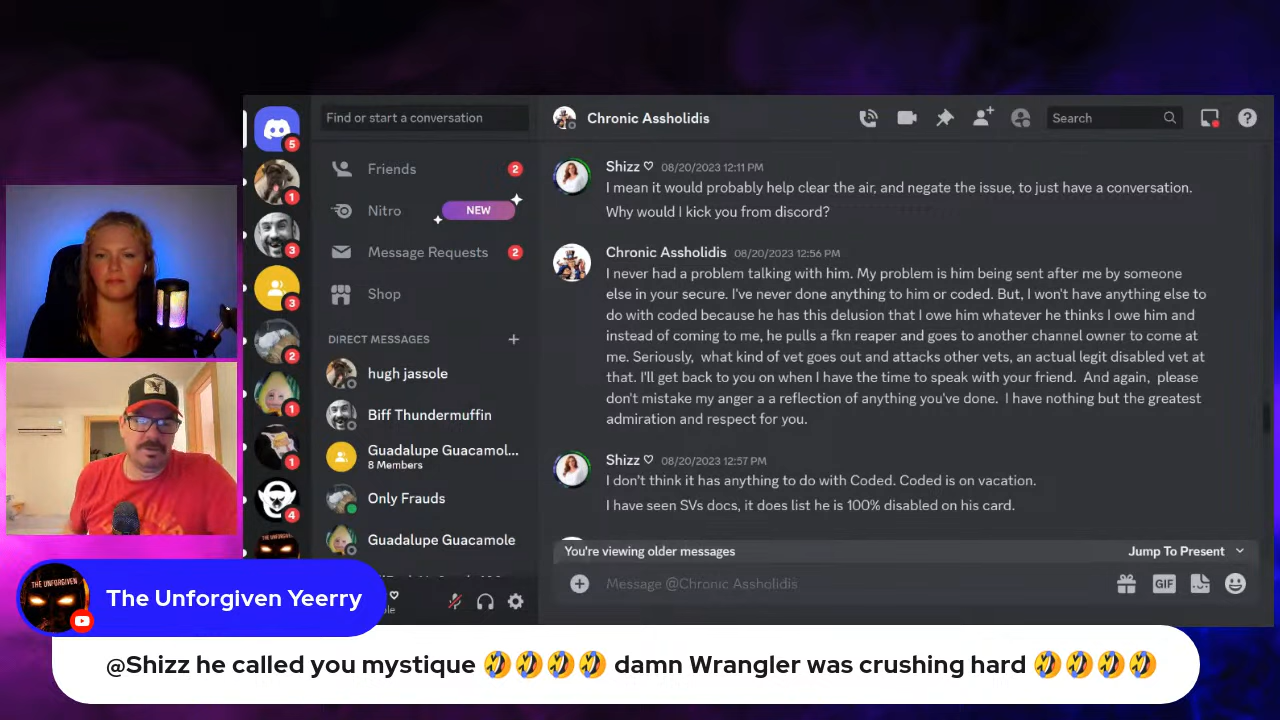 Find or start a conversation
Chronic Assholidis
Search
5
Friends
2
Nitro
NEW
Message Requests
2
Shop
DIRECT MESSAGES
hugh jassole
Biff Thundermuffin
Guadalupe Guacamol...
8 Members
Only Frauds
Guadalupe Guacamole
1
3
3
2
1
1
4
Shizz ♡ 08/20/2023 12:11 PM
I mean it would probably help clear the air, and negate the issue, to just have a conversation.
Why would I kick you from discord?
Chronic Assholidis 08/20/2023 12:56 PM
I never had a problem talking with him. My problem is him being sent after me by someone
else in your secure. I've never done anything to him or coded. But, I won't have anything else to
do with coded because he has this delusion that I owe him whatever he thinks I owe him and
instead of coming to me, he pulls a fkn reaper and goes to another channel owner to come at
me. Seriously, what kind of vet goes out and attacks other vets, an actual legit disabled vet at
that. I'll get back to you on when I have the time to speak with your friend. And again, please
don't mistake my anger a a reflection of anything you've done. I have nothing but the greatest
admiration and respect for you.
Shizz ♡ 08/20/2023 12:57 PM
I don't think it has anything to do with Coded. Coded is on vacation.
I have seen SVs docs, it does list he is 100% disabled on his card.
You're viewing older messages
Jump To Present
Message @Chronic Assholidis
GIF
THE UNFORGIVEN
The Unforgiven Yeerry
@Shizz he called you mystique 🤣🤣🤣🤣 damn Wrangler was crushing hard 🤣🤣🤣🤣